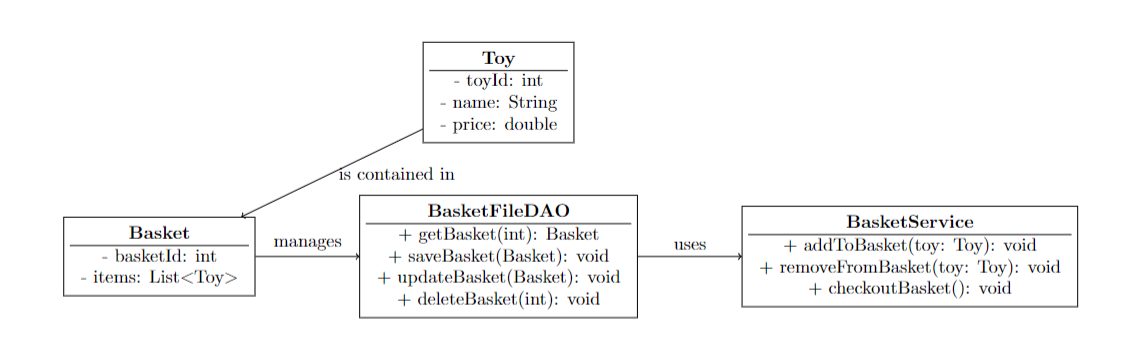 Toy
- toyId: int
- name: String
- price: double
is contained in
Basket
- basketId: int
- items: List<Toy>
manages
BasketFileDAO
+ getBasket(int): Basket
+ saveBasket(Basket): void
+ updateBasket(Basket): void
+ deleteBasket(int): void
uses
BasketService
+ addToBasket(toy: Toy): void
+ removeFromBasket(toy: Toy): void
+ checkoutBasket(): void